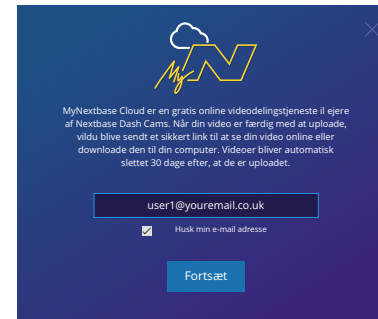 My N
MyNextbase Cloud er en gratis online videodelingstjeneste il ejere
af Nextbase Dash Cams. Når din video er færdig med at uploade,
vildu blive sendt et sikkert link til at se din video online eller
downloade den til din computer. Videoer bliver automatisk
slettet 30 dage efter, at de er uploadet.
user1@youremail.co.uk
Husk min e-mail adresse
Fortsæt